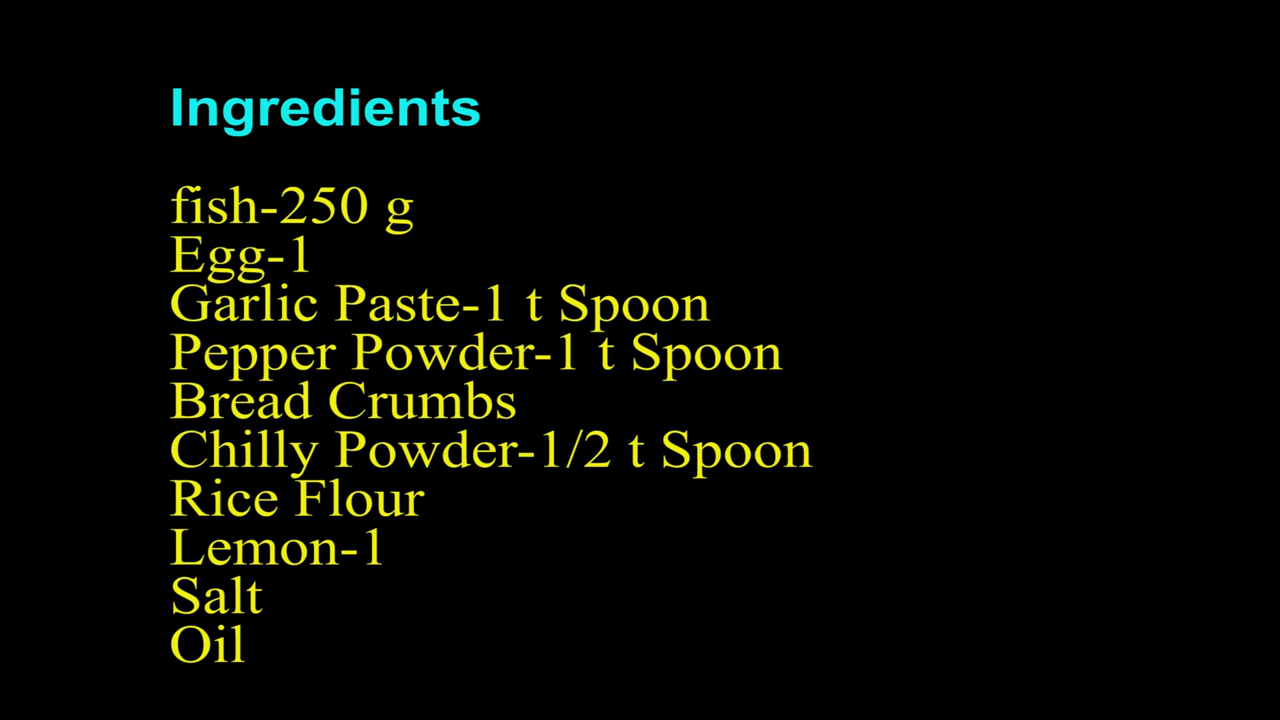 Ingredients
fish-250 g
Egg-1
Garlic Paste-1 t Spoon
Pepper Powder-1 t Spoon
Bread Crumbs
Chilly Powder-1/2 t Spoon
Rice Flour
Lemon-1
Salt
Oil